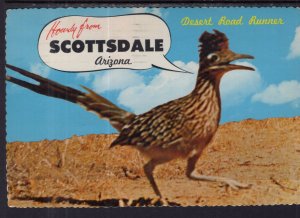 Howdy from
SCOTTSDALE
Arizona
Desert Road Runner